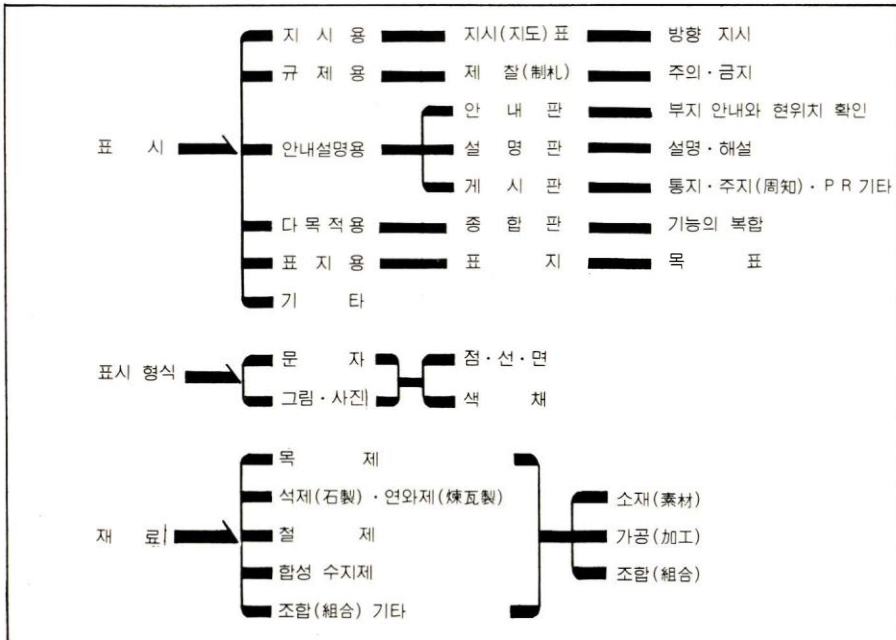 지 시 용 지시(지도)표 방향 지시
규 제 용 제 찰(制札) 주의·금지
안 내 판 부지 안내와 현위치 확인
표 시 안내설명용 설 명 판 설명·해설
게 시 판 통지·주지(周知)·P R 기타
다목적용 종 합 판 기능의 복합
표 지 용 표 지 목 표
기 타
문 자 점·선·면
표시 형식
그림·사진 색 채
목 제
석제(石製)·연와제(煉瓦製) 소재(素材)
재 료 철 제 가공(加工)
합성 수지제 조합(組合)
조합(組合) 기타